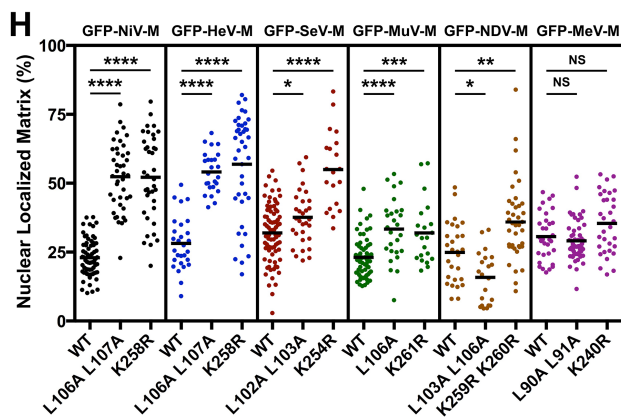 H
GFP-NiV-M GFP-HeV-M GFP-SeV-M GFP-MuV-M GFP-NDV-M GFP-MeV-M
Nuclear Localized Matrix (%)
100
75
50
25
0
**** **** **** *** ** NS
**** **** * **** * NS
WT L106A L107A K258R WT L106A L107A K258R WT L102A L103A K254R WT L106A K261R WT L103A L106A K259R K260R WT L90A L91A K240R